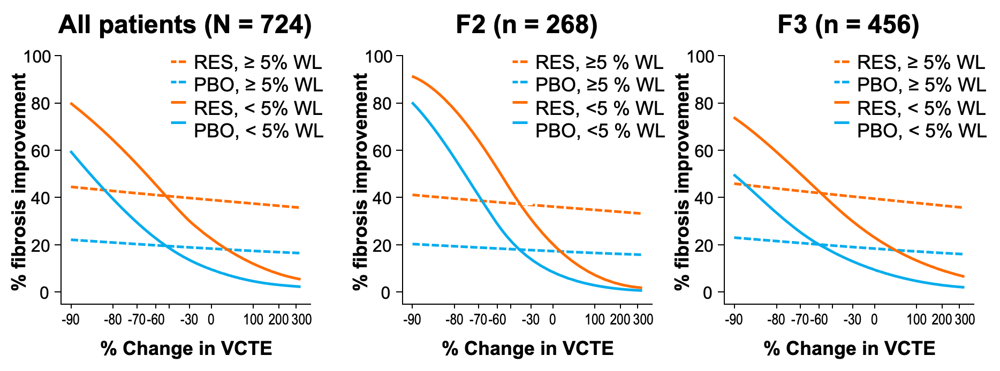 All patients (N = 724)
% fibrosis improvement
100
80
60
40
20
0
RES, ≥ 5% WL
PBO, ≥ 5% WL
RES, < 5% WL
PBO, < 5% WL
-90 -80 -70 -60 -30 0 100 200 300
% Change in VCTE
F2 (n = 268)
% fibrosis improvement
100
80
60
40
20
0
RES, ≥5 % WL
PBO, ≥5 % WL
RES, <5 % WL
PBO, <5 % WL
-90 -80 -70 -60 -30 0 100 200 300
% Change in VCTE
F3 (n = 456)
% fibrosis improvement
100
80
60
40
20
0
RES, ≥ 5% WL
PBO, ≥ 5% WL
RES, < 5% WL
PBO, < 5% WL
-90 -80 -70 -60 -30 0 100 200 300
% Change in VCTE